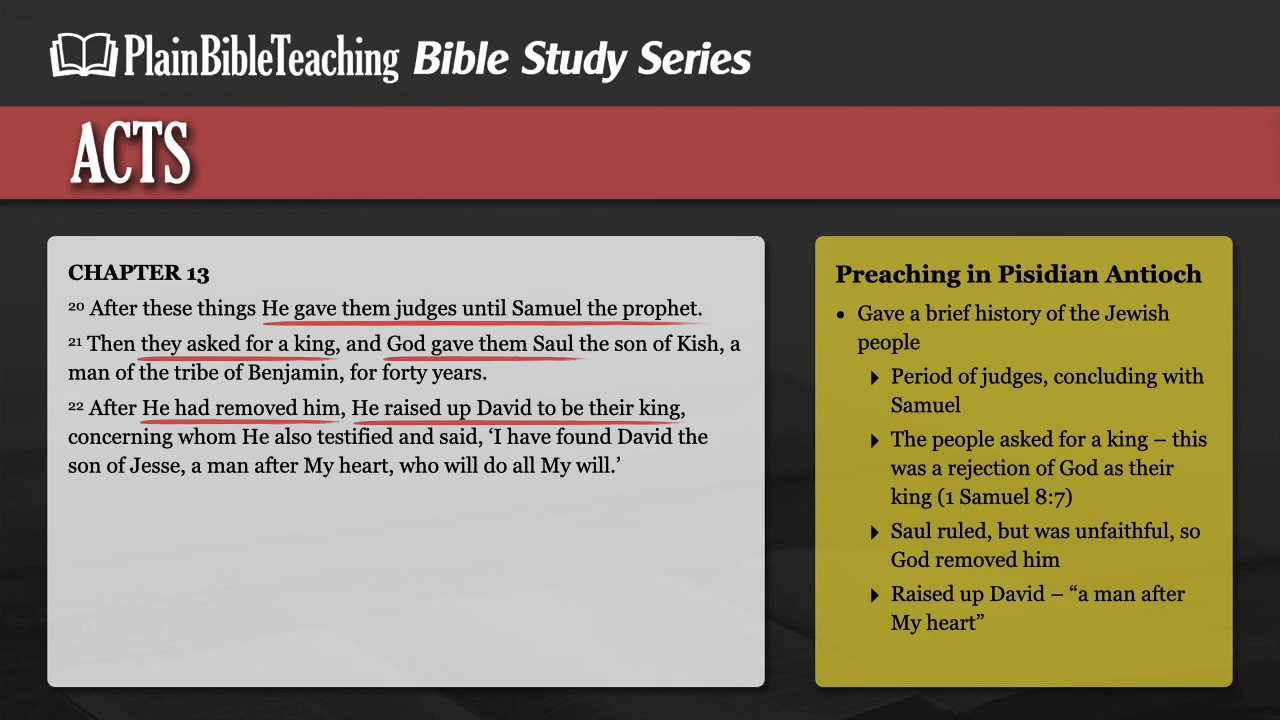 PlainBibleTeaching Bible Study Series
ACTS
CHAPTER 13
20 After these things He gave them judges until Samuel the prophet.
21 Then they asked for a king, and God gave them Saul the son of Kish, a
man of the tribe of Benjamin, for forty years.
22 After He had removed him, He raised up David to be their king,
concerning whom He also testified and said, ‘I have found David the
son of Jesse, a man after My heart, who will do all My will.’
Preaching in Pisidian Antioch
• Gave a brief history of the Jewish
people
Period of judges, concluding with
Samuel
The people asked for a king – this
was a rejection of God as their
king (1 Samuel 8:7)
Saul ruled, but was unfaithful, so
God removed him
Raised up David – “a man after
My heart”